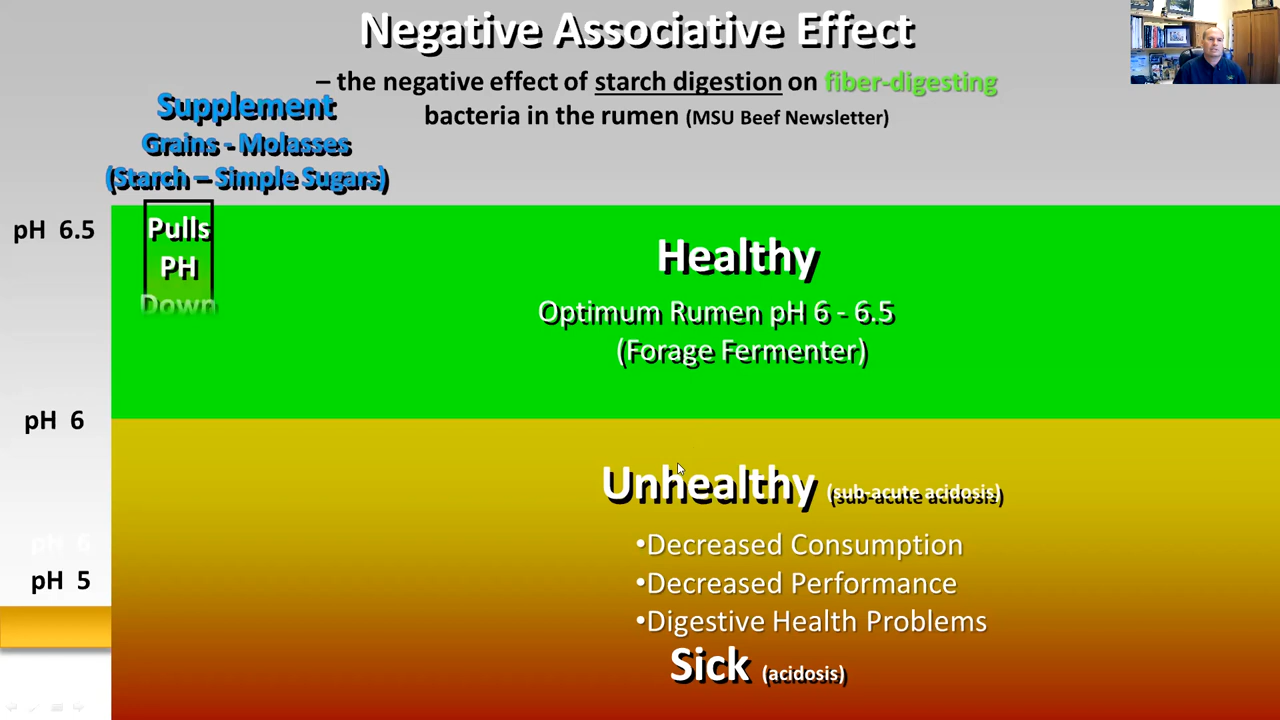 Negative Associative Effect
– the negative effect of starch digestion on fiber-digesting
bacteria in the rumen (MSU Beef Newsletter)
Supplement
Grains - Molasses
(Starch – Simple Sugars)
pH 6.5
Pulls
PH
Down
Healthy
Optimum Rumen pH 6 - 6.5
(Forage Fermenter)
pH 6
Unhealthy (sub-acute acidosis)
•Decreased Consumption
•Decreased Performance
•Digestive Health Problems
pH 6
pH 5
Sick (acidosis)